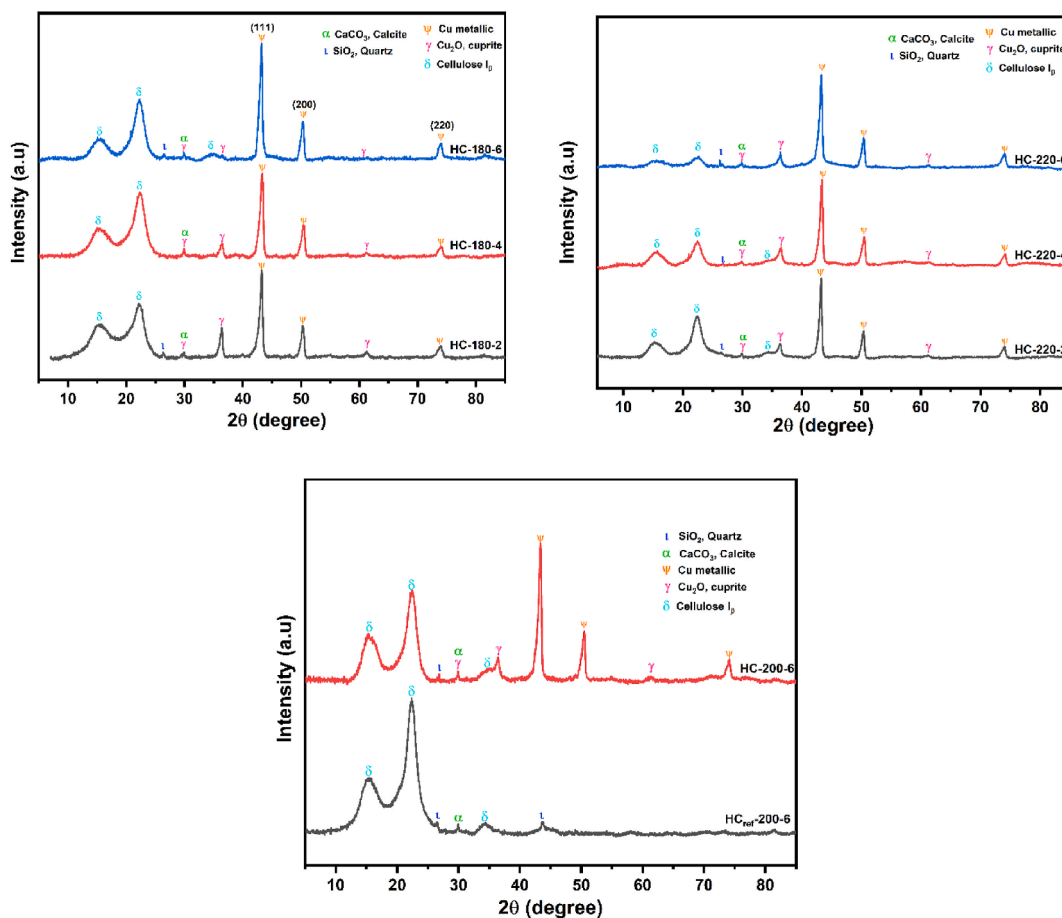 α CaCO₃, Calcite
ι SiO₂, Quartz
Ψ Cu metallic
γ Cu₂O, cuprite
δ Cellulose Iᵦ
(111)
Ψ
(200)
Ψ
(220)
Ψ
δ
δ
ι
α
γ
δ
γ
γ
HC-180-6
δ
δ
α
γ
γ
Ψ
Ψ
γ
Ψ
HC-180-4
δ
δ
ι
α
γ
γ
Ψ
Ψ
γ
Ψ
HC-180-2
Intensity (a.u)
10 20 30 40 50 60 70 80
2θ (degree)
α CaCO₃, Calcite
ι SiO₂, Quartz
Ψ Cu metallic
γ Cu₂O, cuprite
δ Cellulose Iᵦ
δ
δ
ι
α
γ
γ
Ψ
Ψ
γ
Ψ
δ
δ
ι
α
γ
δ
γ
Ψ
Ψ
γ
Ψ
δ
δ
ι
α
γ
δ
γ
Ψ
Ψ
γ
Ψ
Intensity (a.u)
10 20 30 40 50 60 70 80
2θ (degree)
ι SiO₂, Quartz
α CaCO₃, Calcite
Ψ Cu metallic
γ Cu₂O, cuprite
δ Cellulose Iᵦ
δ
δ
ι
α
γ
δ
γ
Ψ
Ψ
γ
Ψ
HC-200-6
δ
δ
ι
α
δ
ι
HCref-200-6
Intensity (a.u)
10 20 30 40 50 60 70 80
2θ (degree)